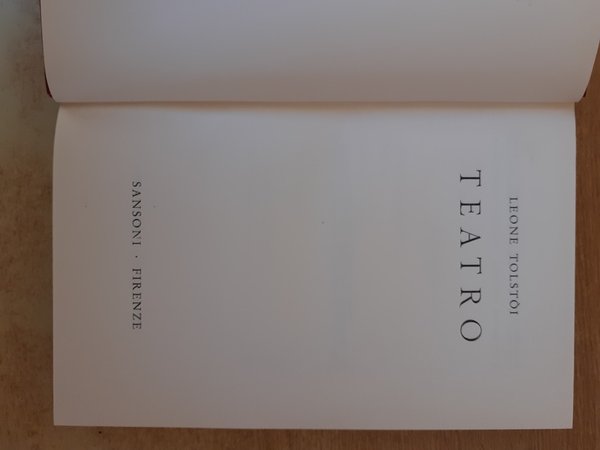 LEONE TOLSTÒI
TEATRO
SANSONI · FIRENZE